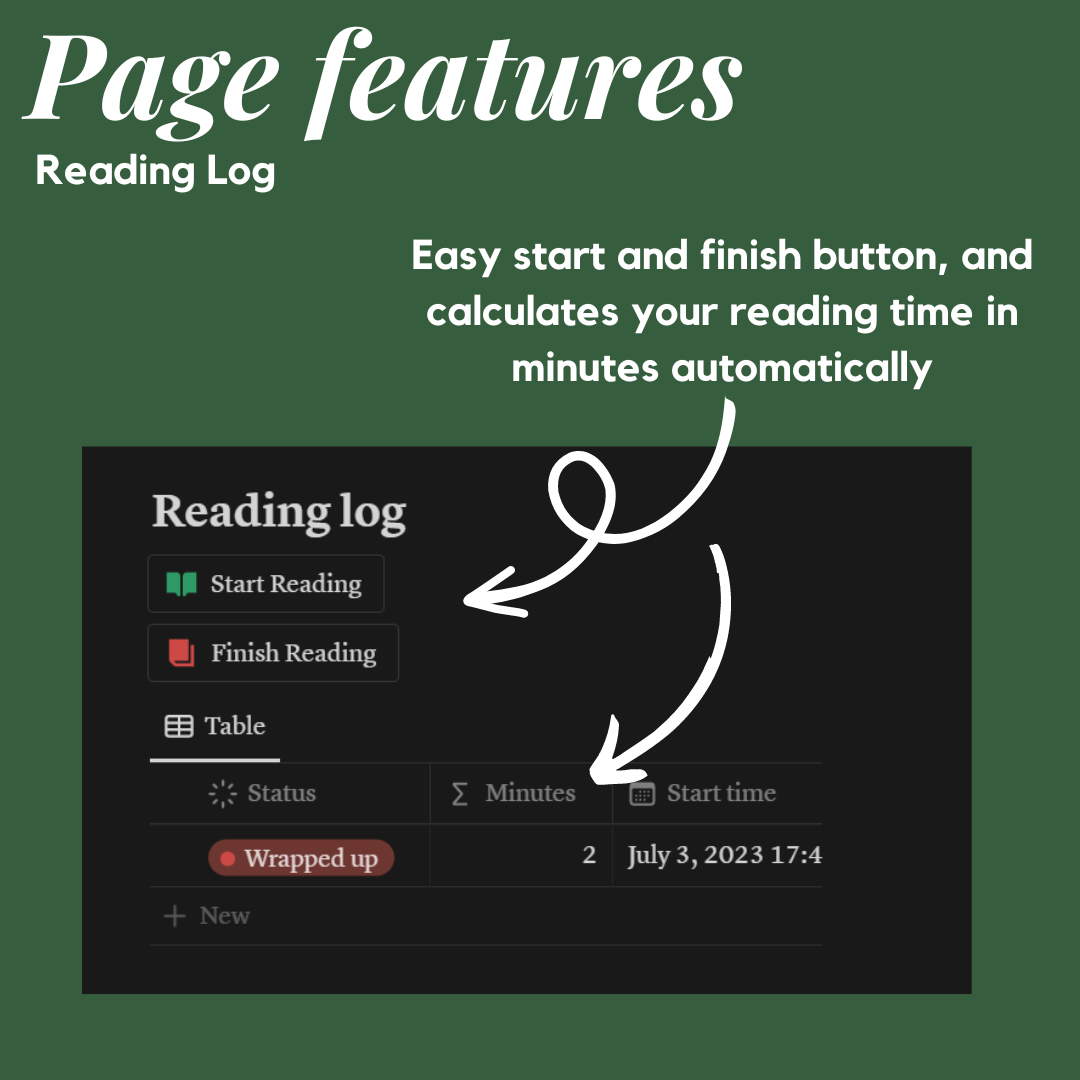 Page features
Reading Log
Easy start and finish button, and
calculates your reading time in
minutes automatically
Reading log
Start Reading
Finish Reading
Table
Status Minutes Start time
Wrapped up 2 July 3, 2023 17:4
New